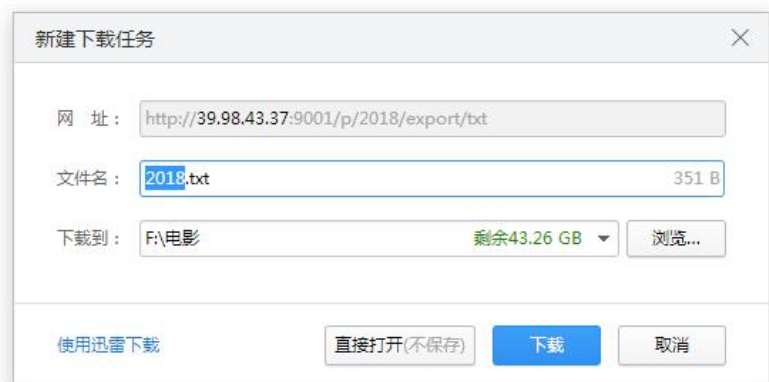 新建下载任务
网 址： http://39.98.43.37:9001/p/2018/export/txt
文件名： 2018.txt 351 B
下载到： F:\电影 剩余43.26 GB 浏览...
使用迅雷下载 直接打开(不保存) 下载 取消